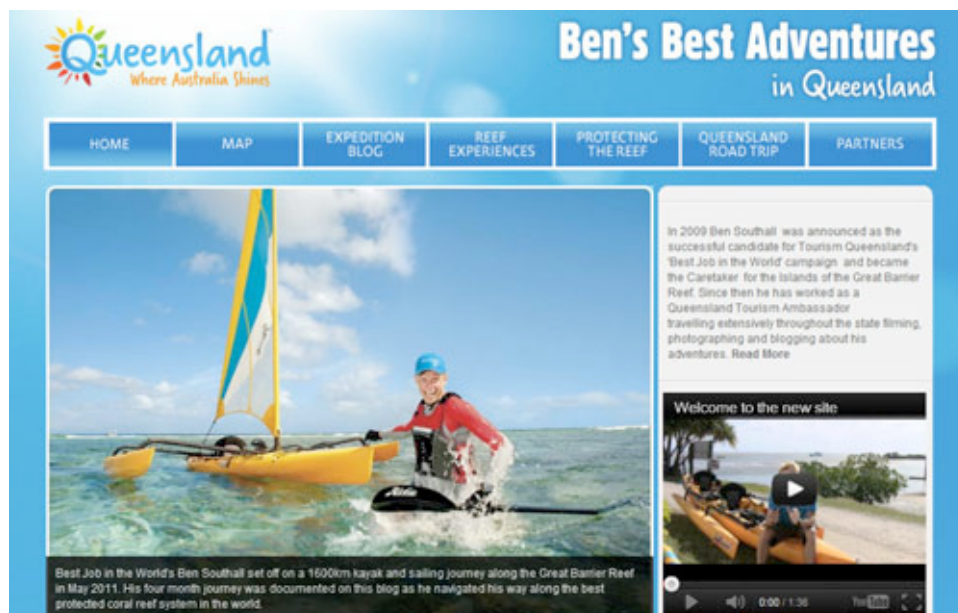 Queensland
Where Australia Shines
Ben's Best Adventures
in Queensland
HOME
MAP
EXPEDITION
BLOG
REEF
EXPERIENCES
PROTECTING
THE REEF
QUEENSLAND
ROAD TRIP
PARTNERS
In 2009 Ben Southall was announced as the
successful candidate for Tourism Queensland's
'Best Job in the World' campaign and became
the Caretaker for the Islands of the Great Barrier
Reef. Since then he has worked as a
Queensland Tourism Ambassador
travelling extensively throughout the state filming,
photographing and blogging about his
adventures. Read More
Welcome to the new site
0:00 / 1:36
YouTube
Best Job in the World's Ben Southall set off on a 1600km kayak and sailing journey along the Great Barrier Reef
in May 2011. His four month journey was documented on this blog as he navigated his way along the best
protected coral reef system in the world.